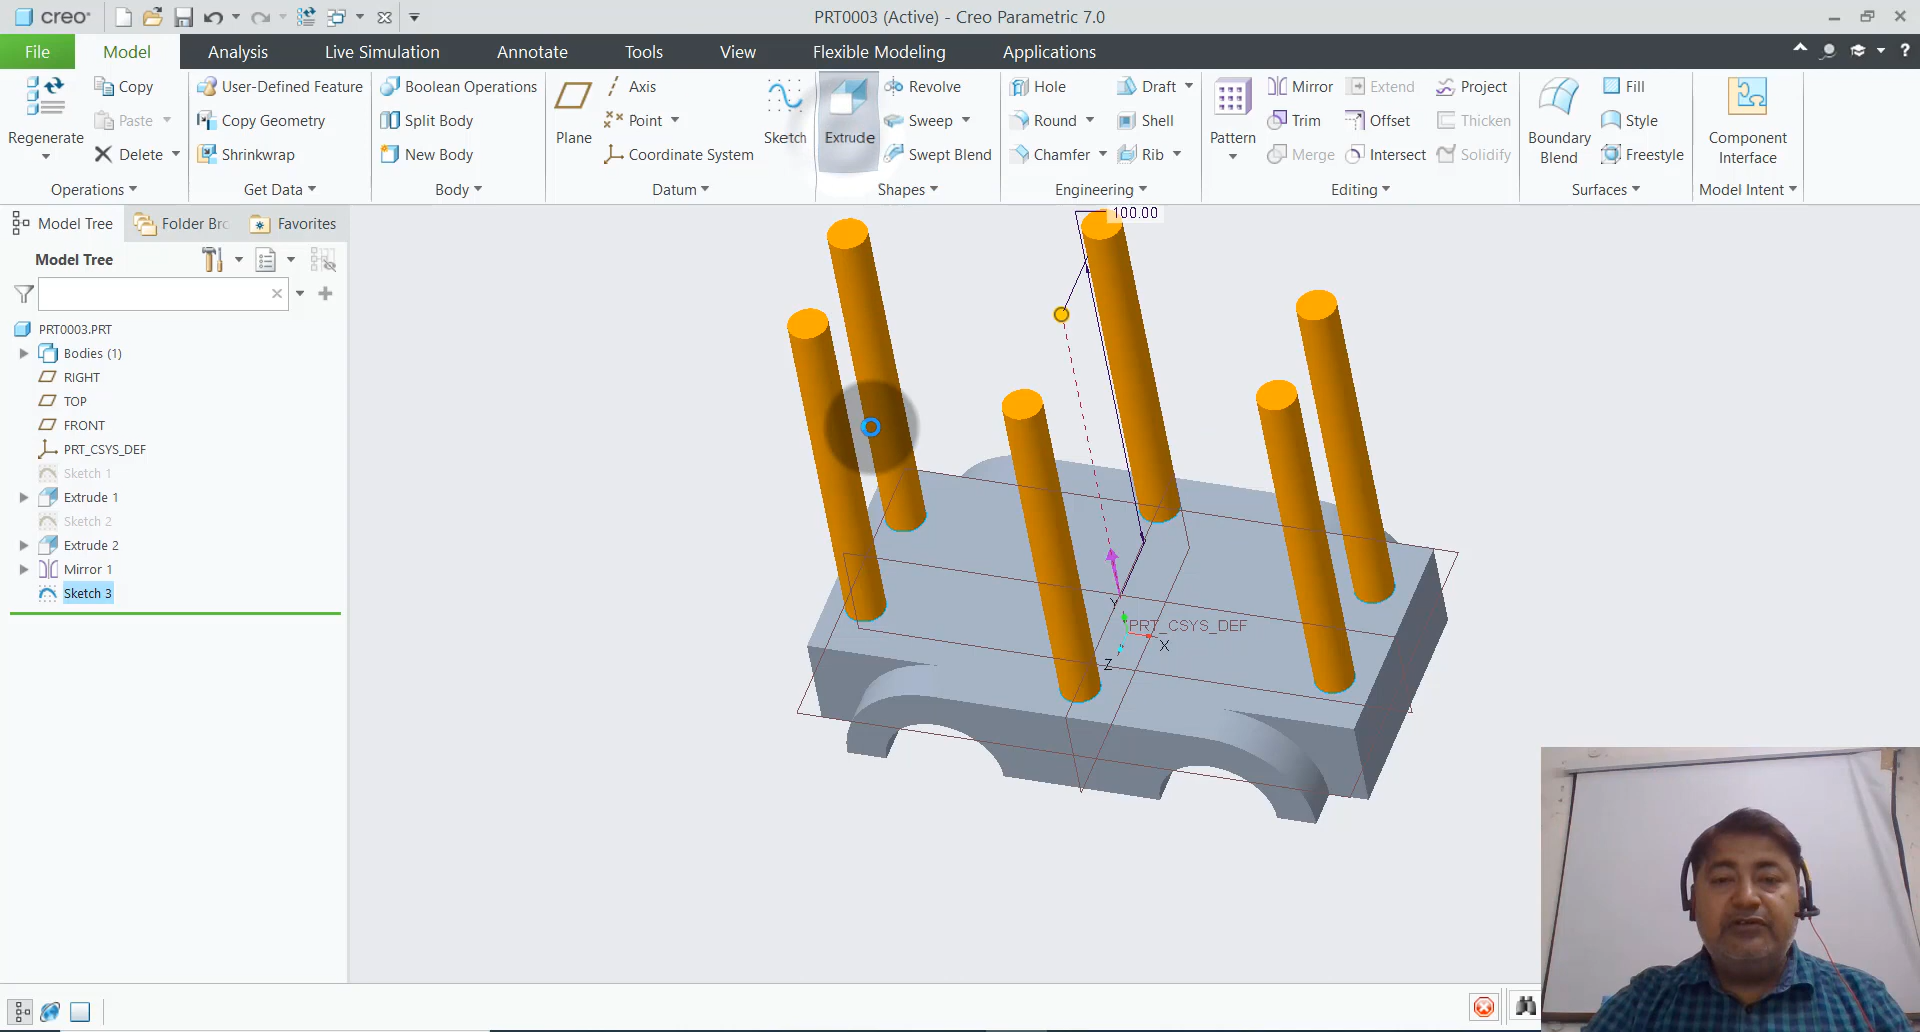 creo
PRT0003 (Active) - Creo Parametric 7.0
File Model Analysis Live Simulation Annotate Tools View Flexible Modeling Applications
Regenerate
Copy
Paste
Delete
Operations
User-Defined Feature
Copy Geometry
Shrinkwrap
Get Data
Boolean Operations
Split Body
New Body
Body
Plane
Axis
Point
Coordinate System
Sketch
Datum
Extrude
Revolve
Sweep
Swept Blend
Shapes
Hole
Draft
Round
Shell
Chamfer
Rib
Engineering
Pattern
Mirror
Extend
Project
Trim
Offset
Thicken
Merge
Intersect
Solidify
Editing
Boundary
Blend
Fill
Style
Freestyle
Surfaces
Component
Interface
Model Intent
Model Tree Folder Bro Favorites
Model Tree
PRT0003.PRT
Bodies (1)
RIGHT
TOP
FRONT
PRT_CSYS_DEF
Sketch 1
Extrude 1
Sketch 2
Extrude 2
Mirror 1
Sketch 3
100.00
Y
PRT_CSYS_DEF
X
Z